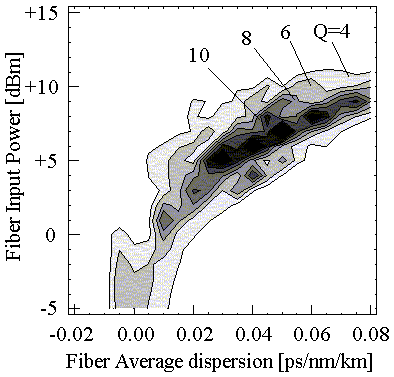 +15
Q=4
6
8
10
+10
+5
0
-5
Fiber Input Power [dBm]
-0.02 0.00 0.02 0.04 0.06 0.08
Fiber Average dispersion [ps/nm/km]